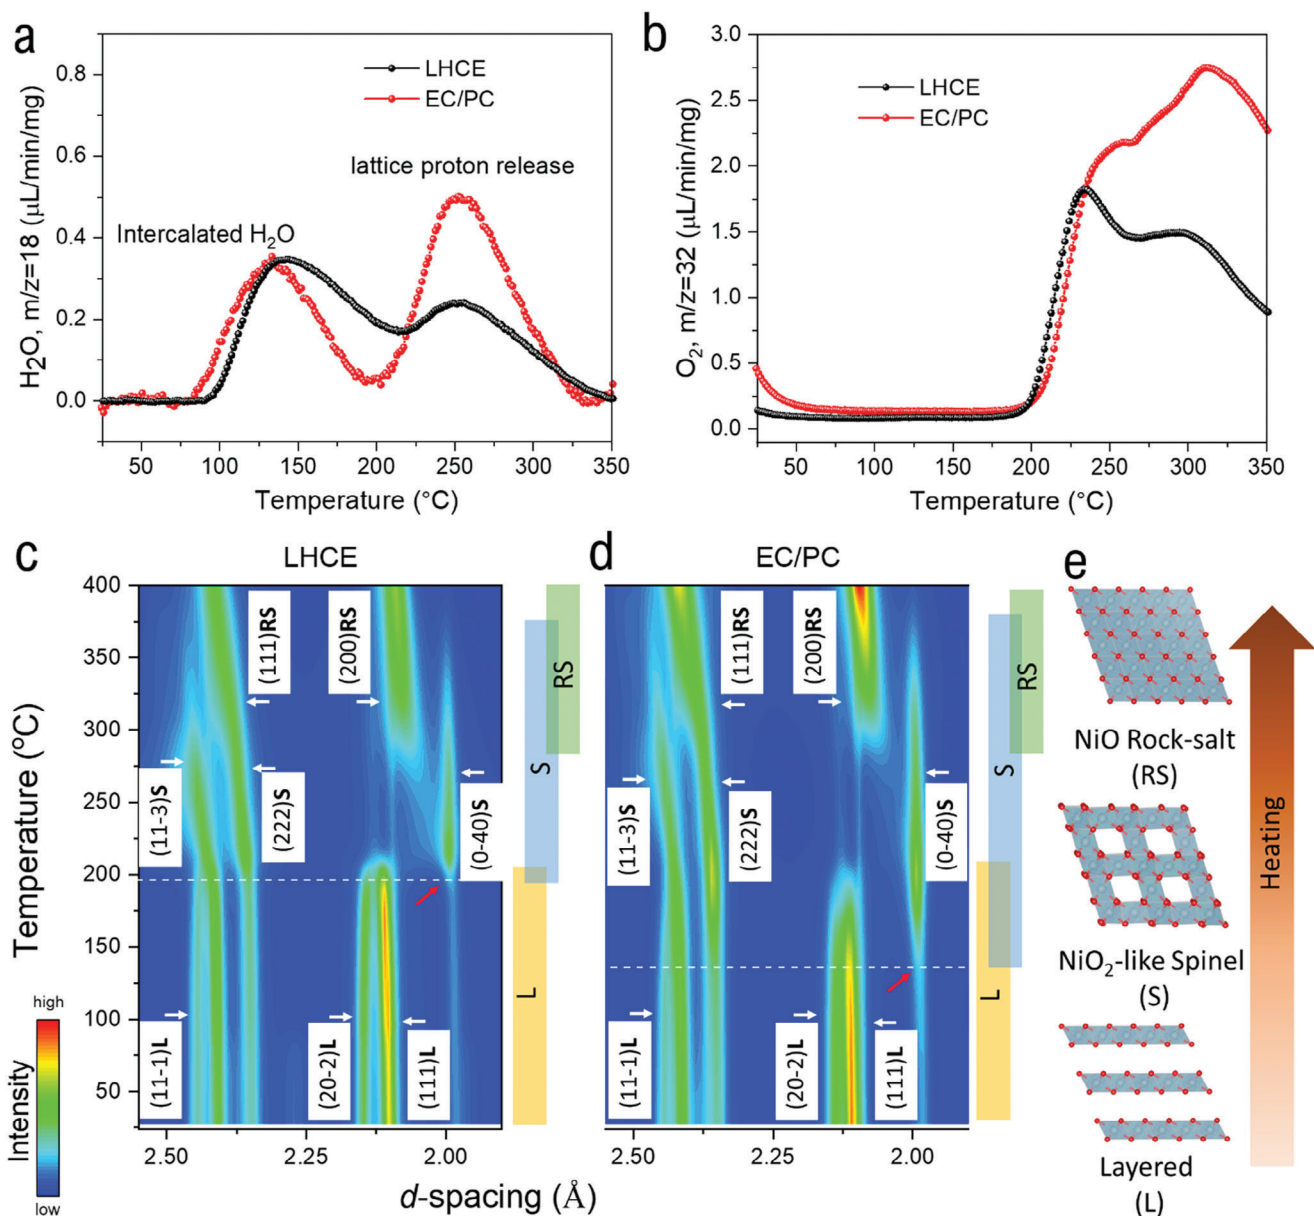 a
H₂O, m/z=18 (μL/min/mg)
0.8
0.6
0.4
0.2
0.0
LHCE
EC/PC
lattice proton release
Intercalated H₂O
50 100 150 200 250 300 350
Temperature (°C)
b
O₂, m/z=32 (μL/min/mg)
3.0
2.5
2.0
1.5
1.0
0.5
0.0
LHCE
EC/PC
50 100 150 200 250 300 350
Temperature (°C)
c
LHCE
Temperature (°C)
400
350
300
250
200
150
100
50
(111)RS
(200)RS
(11-3)S
(222)S
(0-40)S
(11-1)L
(20-2)L
(111)L
RS
S
L
2.50 2.25 2.00
high
Intensity
low
d
EC/PC
(111)RS
(200)RS
(11-3)S
(222)S
(0-40)S
(11-1)L
(20-2)L
(111)L
RS
S
L
2.50 2.25 2.00
d-spacing (Å)
e
NiO Rock-salt
(RS)
NiO₂-like Spinel
(S)
Layered
(L)
Heating